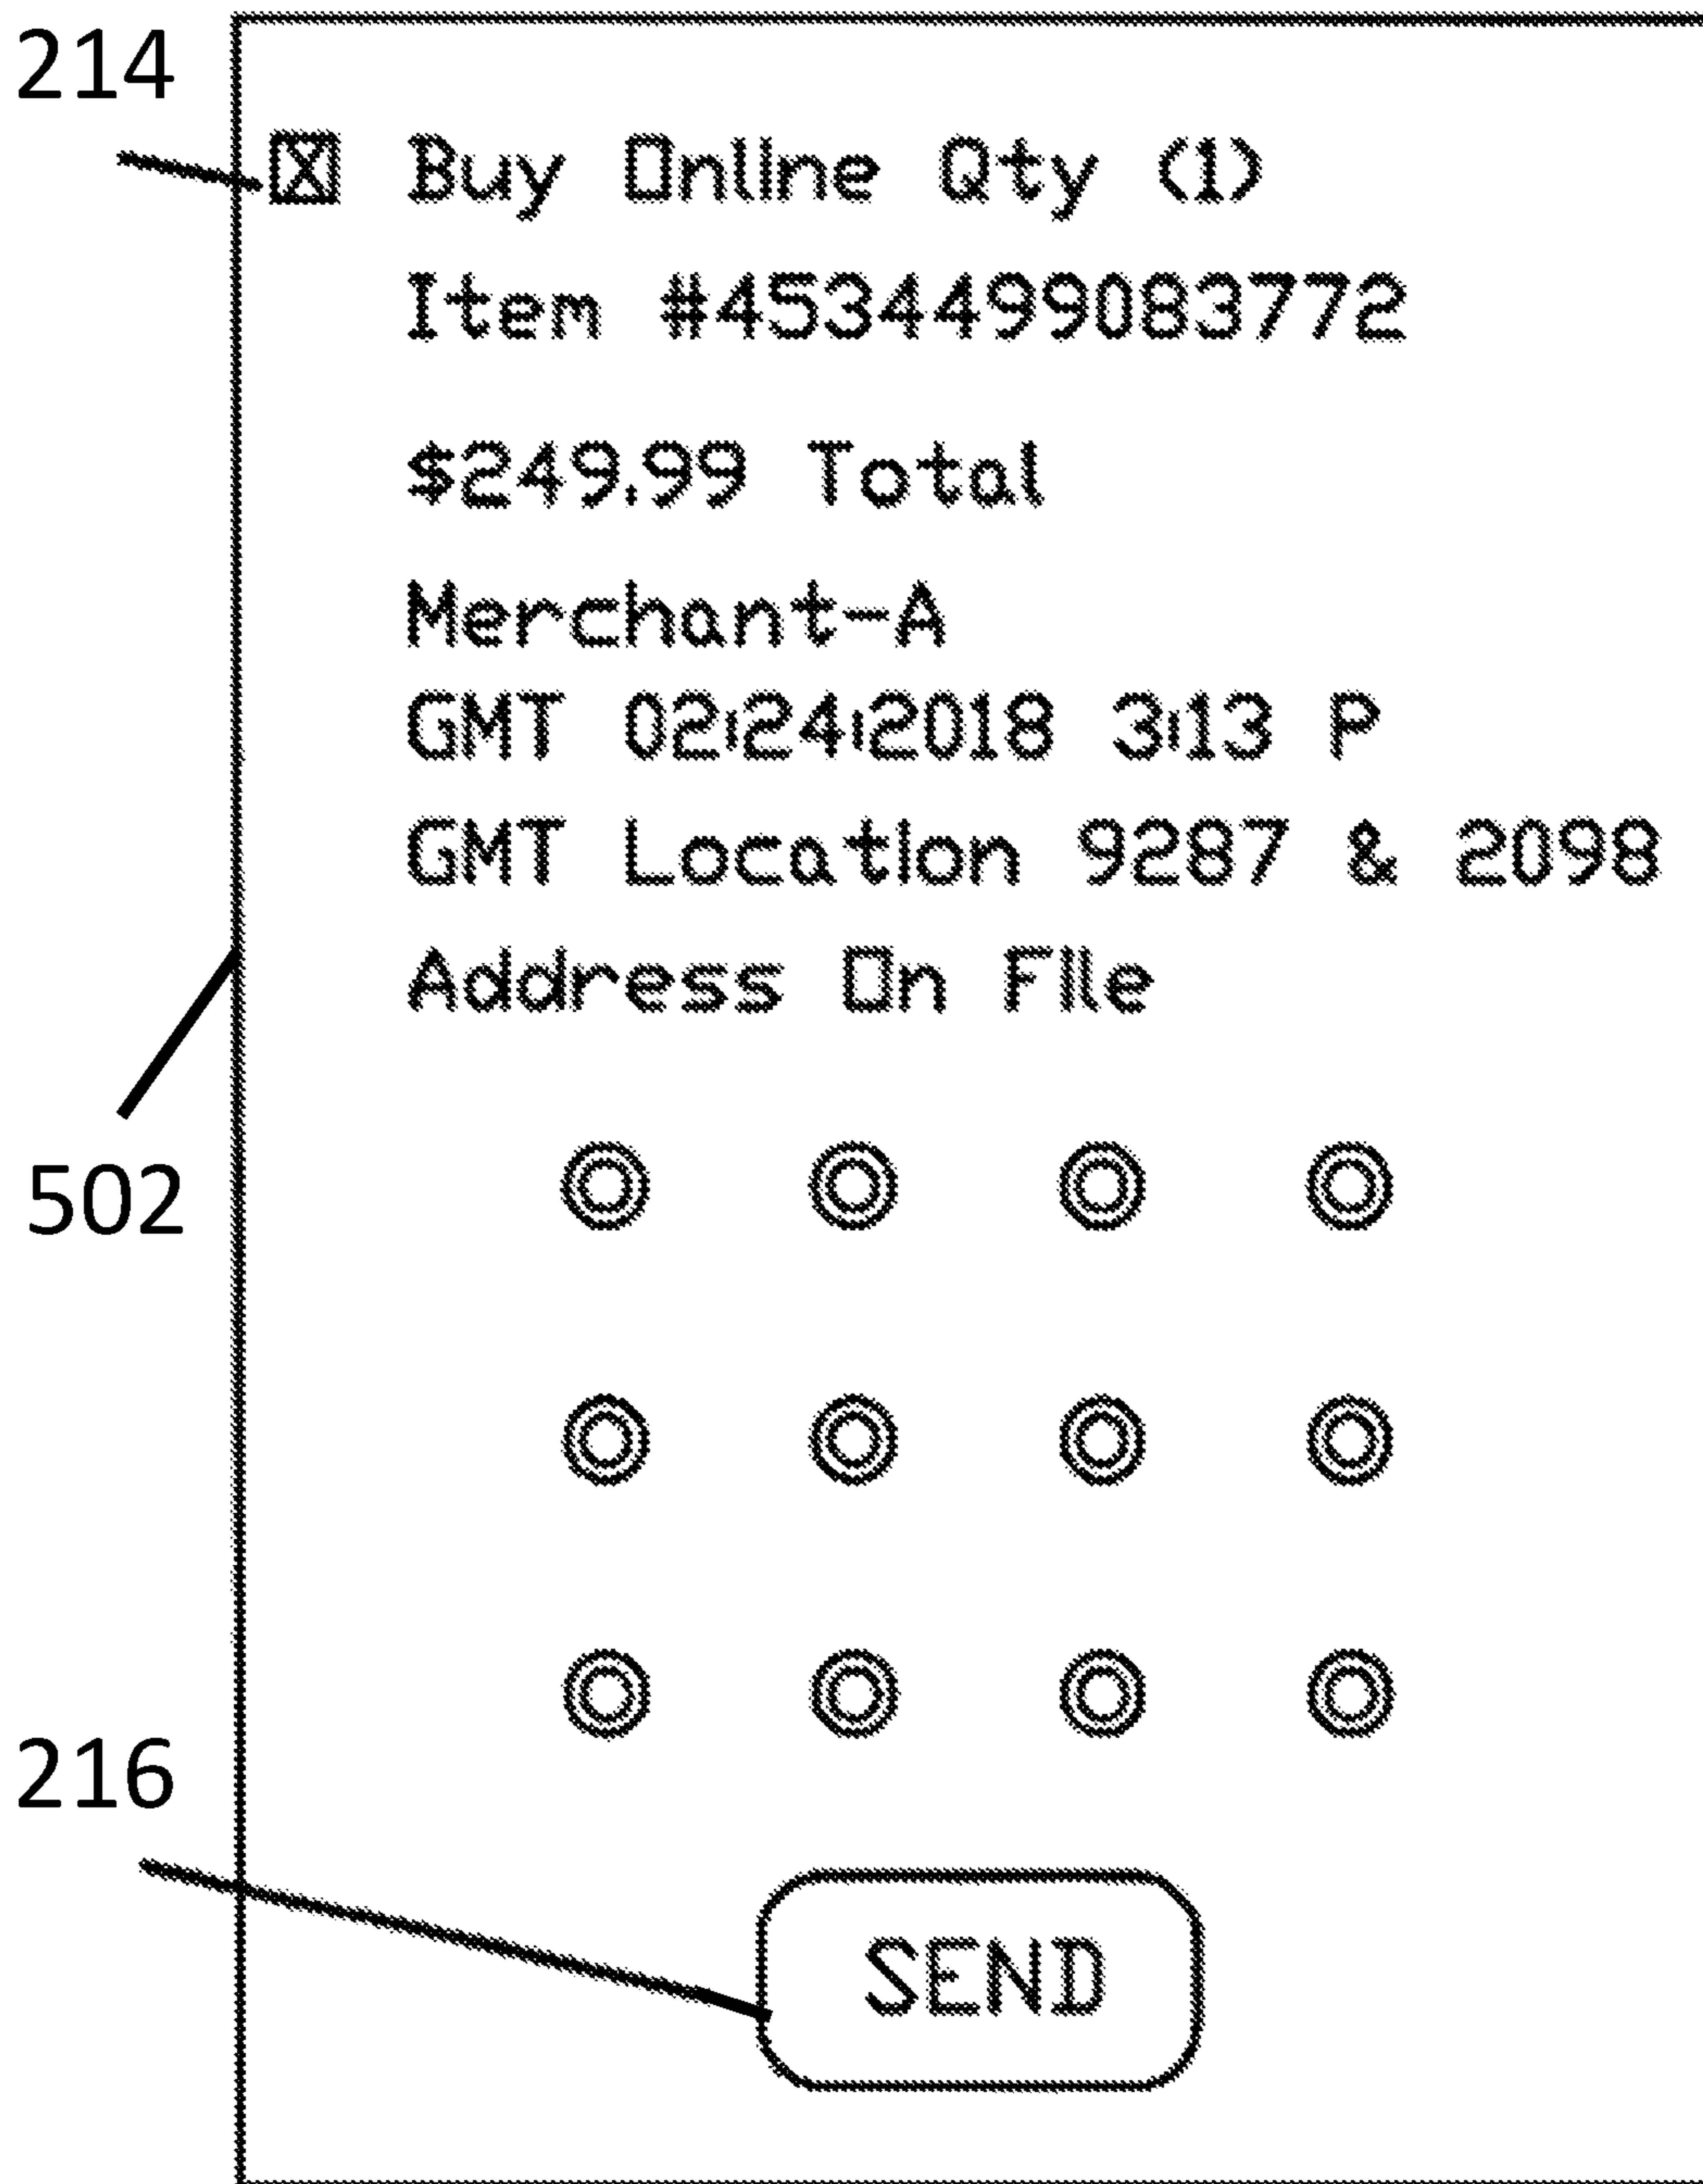 214
☒ Buy Online Qty (1)
Item #4534499083772
$249.99 Total
Merchant-A
GMT 02:24:2018 3:13 P
GMT Location 9287 & 2098
Address On File
502
216
SEND